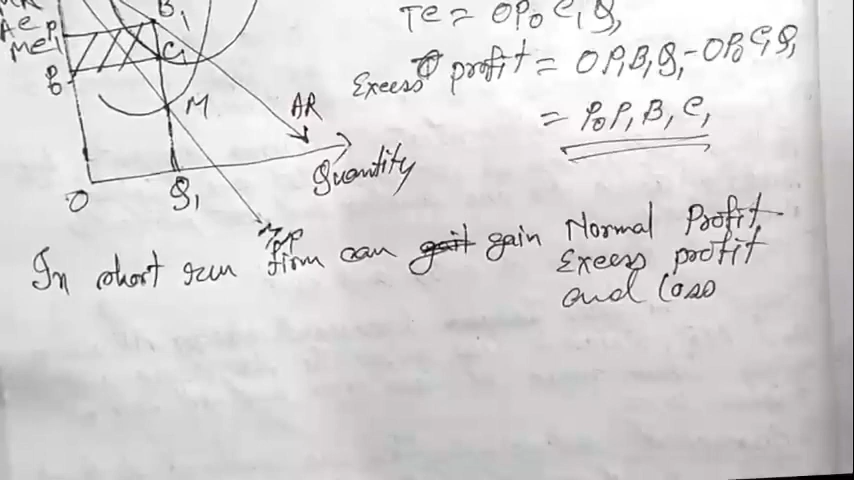 B₁
TC = OP₀C₁Q₁
AC P₁
MC
C₁
Excess profit = OP₁B₁Q₁ - OP₀C₁Q₁
P₀
M
AR
= P₀P₁B₁C₁
O
Q₁
Quantity
In short run firm can gain Normal Profit
Excess profit
and loss